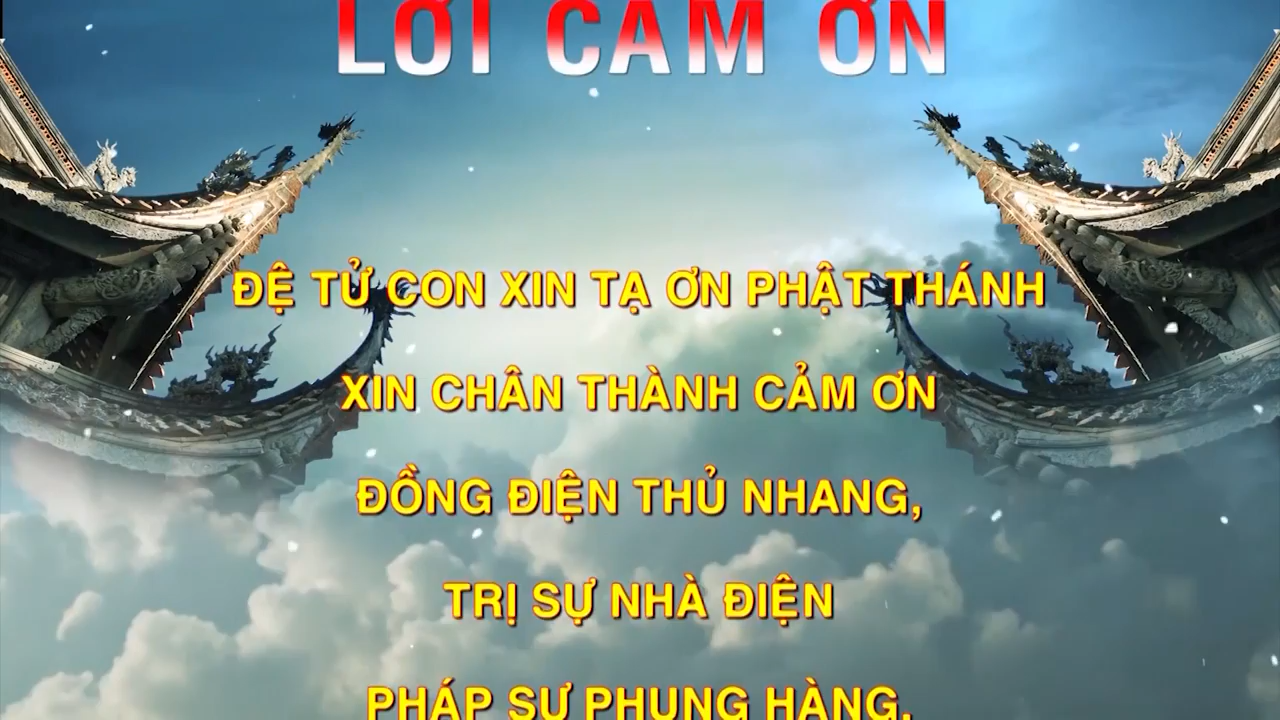 LỜI CẢM ƠN
ĐỆ TỬ CON XIN TẠ ƠN PHẬT THÁNH
XIN CHÂN THÀNH CẢM ƠN
ĐỒNG ĐIỆN THỦ NHANG,
TRỊ SỰ NHÀ ĐIỆN
PHÁP SƯ PHỤNG HÀNG,